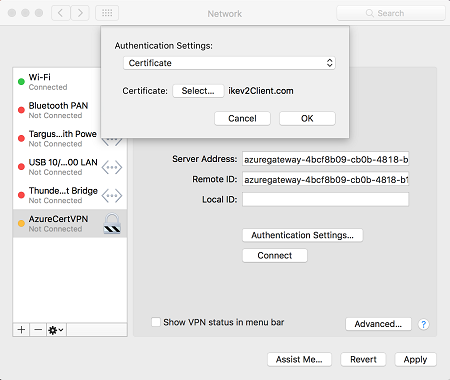 Network
Search
Authentication Settings:
Certificate
Certificate: Select... ikev2Client.com
Cancel OK
Wi-Fi
Connected
Bluetooth PAN
Not Connected
Targus...ith Powe
Not Connected
USB 10/...00 LAN
Not Connected
Thunde...t Bridge
Not Connected
AzureCertVPN
Not Connected
Server Address: azuregateway-4bcf8b09-cb0b-4818-b
Remote ID: azuregateway-4bcf8b09-cb0b-4818-b1
Local ID:
Authentication Settings...
Connect
Show VPN status in menu bar
Advanced... ?
Assist Me... Revert Apply